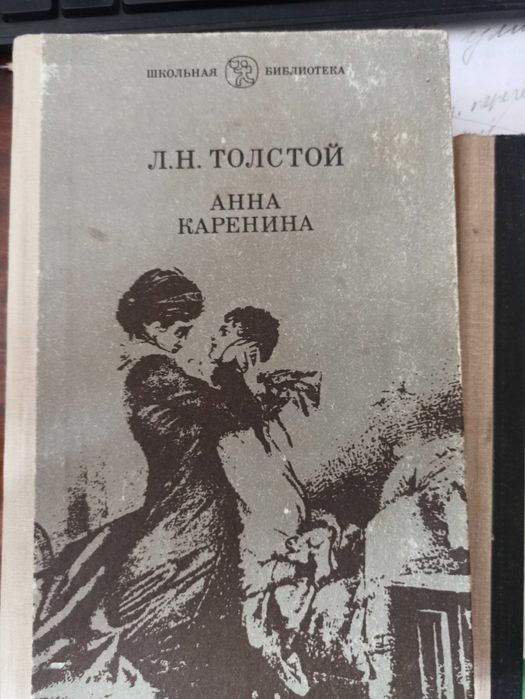 ШКОЛЬНАЯ БИБЛИОТЕКА
Л.Н. ТОЛСТОЙ
АННА
КАРЕНИНА